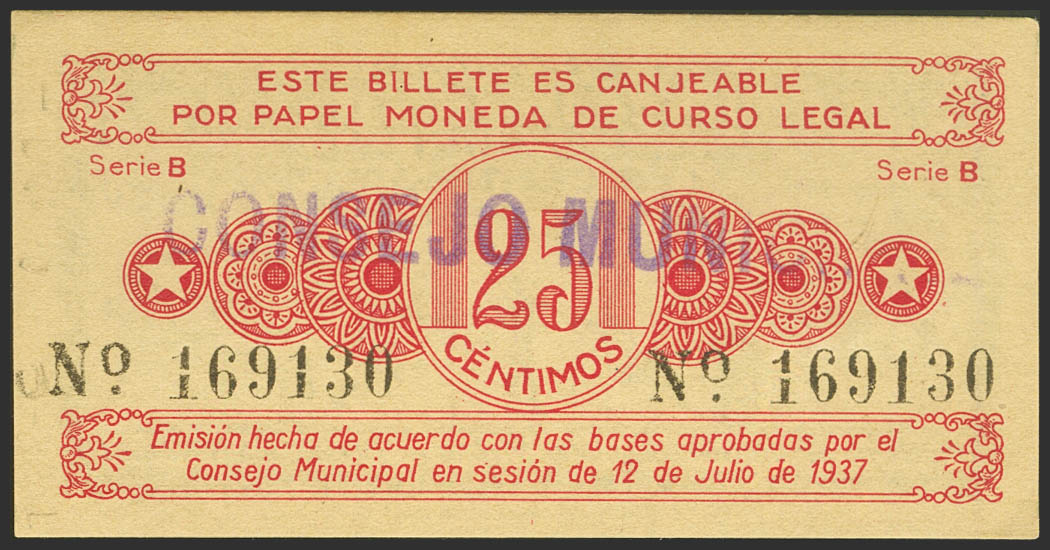 ESTE BILLETE ES CANJEABLE
POR PAPEL MONEDA DE CURSO LEGAL
Serie B
Serie B
CONSEJO
25
CÉNTIMOS
Nº 169130
Nº 169130
Emisión hecha de acuerdo con las bases aprobadas por el
Consejo Municipal en sesión de 12 de Julio de 1937